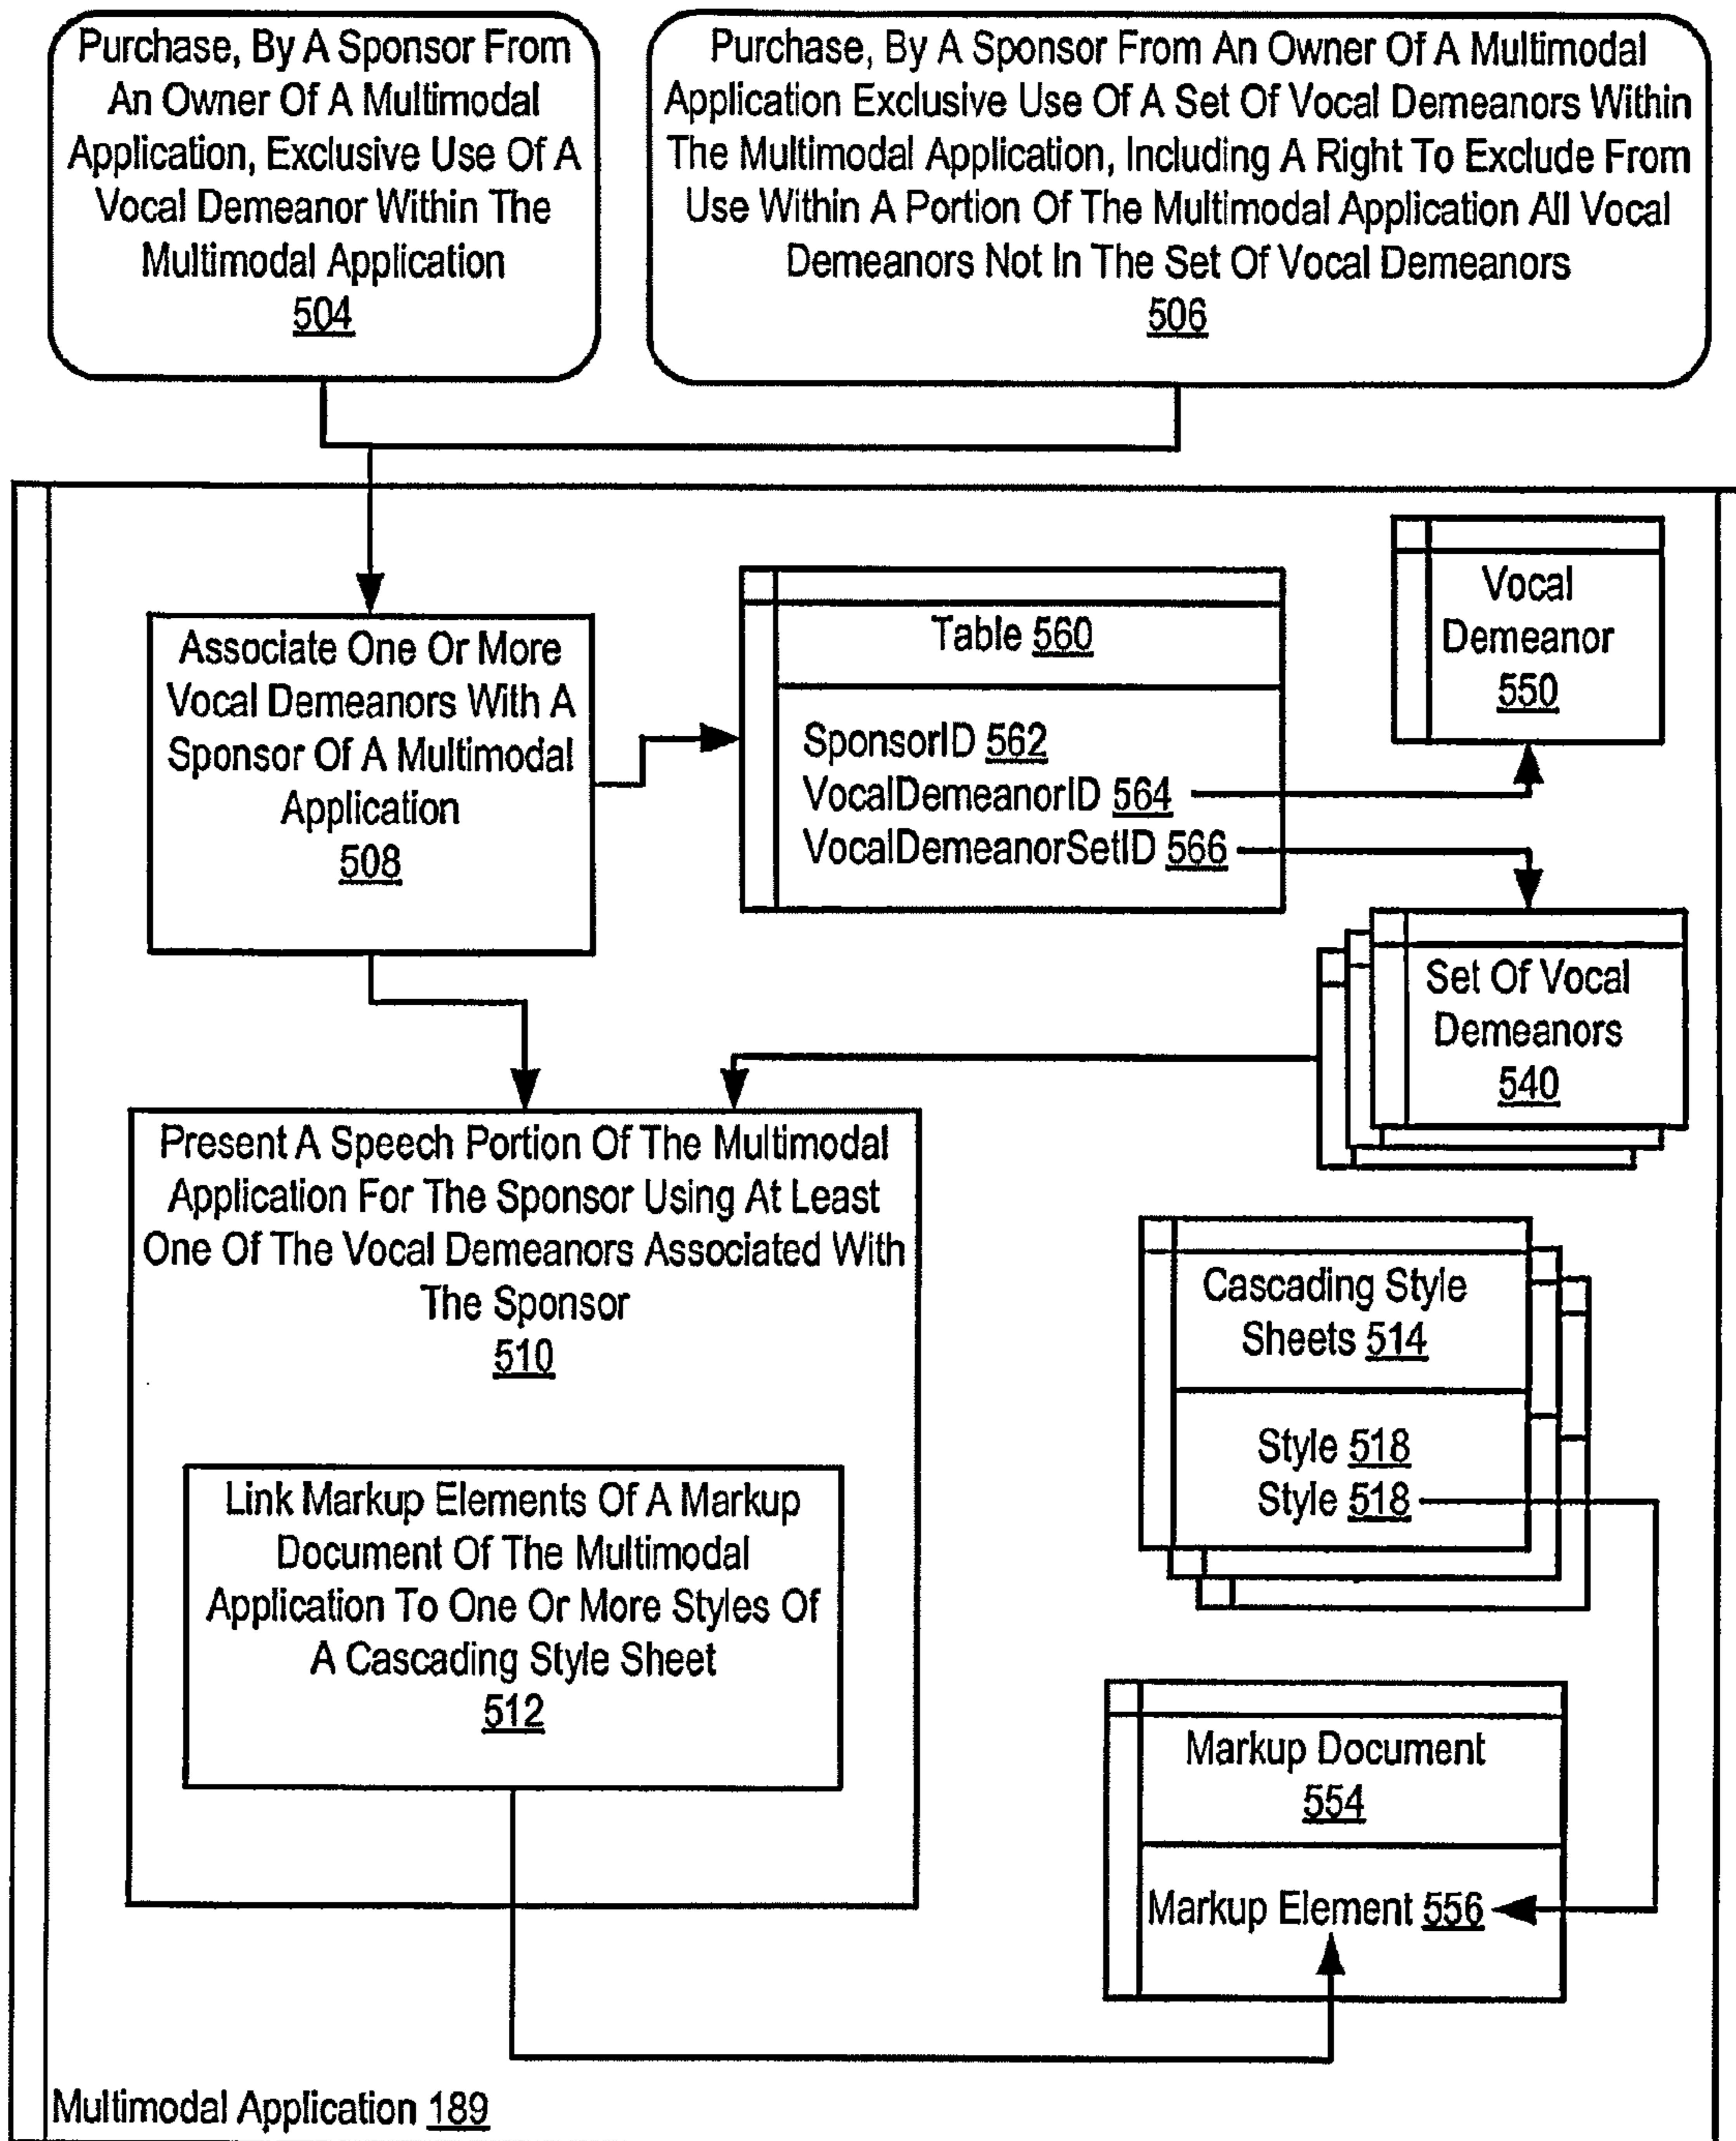 Purchase, By A Sponsor From
An Owner Of A Multimodal
Application, Exclusive Use Of A
Vocal Demeanor Within The
Multimodal Application
504
Purchase, By A Sponsor From An Owner Of A Multimodal
Application Exclusive Use Of A Set Of Vocal Demeanors Within
The Multimodal Application, Including A Right To Exclude From
Use Within A Portion Of The Multimodal Application All Vocal
Demeanors Not In The Set Of Vocal Demeanors
506
Associate One Or More
Vocal Demeanors With A
Sponsor Of A Multimodal
Application
508
Table 560
SponsorID 562
VocalDemeanorID 564
VocalDemeanorSetID 566
Vocal
Demeanor
550
Set Of Vocal
Demeanors
540
Present A Speech Portion Of The Multimodal
Application For The Sponsor Using At Least
One Of The Vocal Demeanors Associated With
The Sponsor
510
Link Markup Elements Of A Markup
Document Of The Multimodal
Application To One Or More Styles Of
A Cascading Style Sheet
512
Cascading Style
Sheets 514
Style 518
Style 518
Markup Document
554
Markup Element 556
Multimodal Application 189